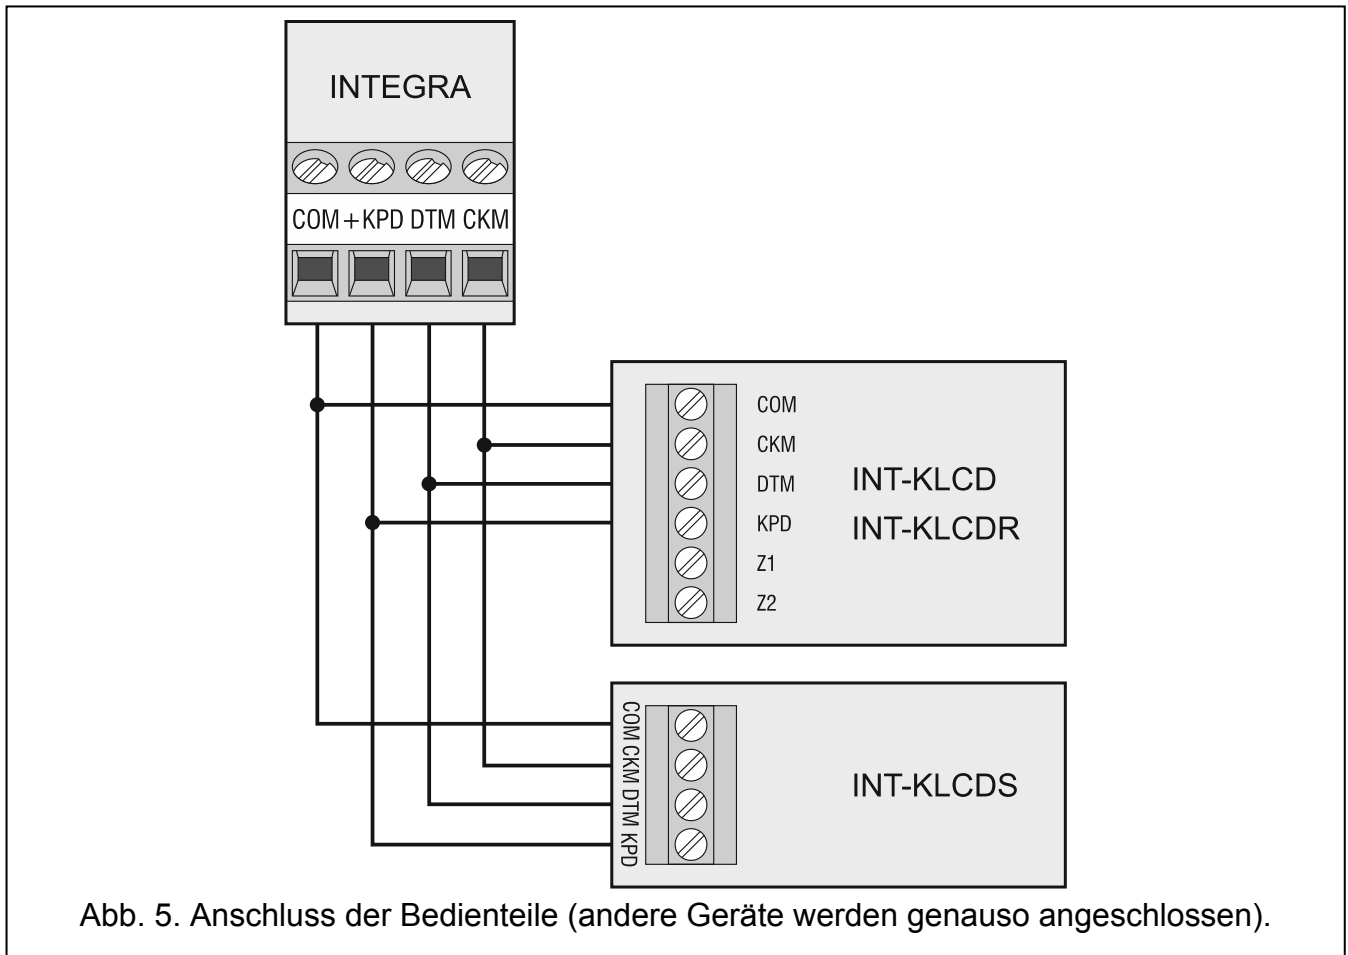 INTEGRA
COM +KPD DTM CKM
COM
CKM
DTM
KPD
Z1
Z2
INT-KLCD
INT-KLCDR
COM CKM DTM KPD
INT-KLCDS
Abb. 5. Anschluss der Bedienteile (andere Geräte werden genauso angeschlossen).